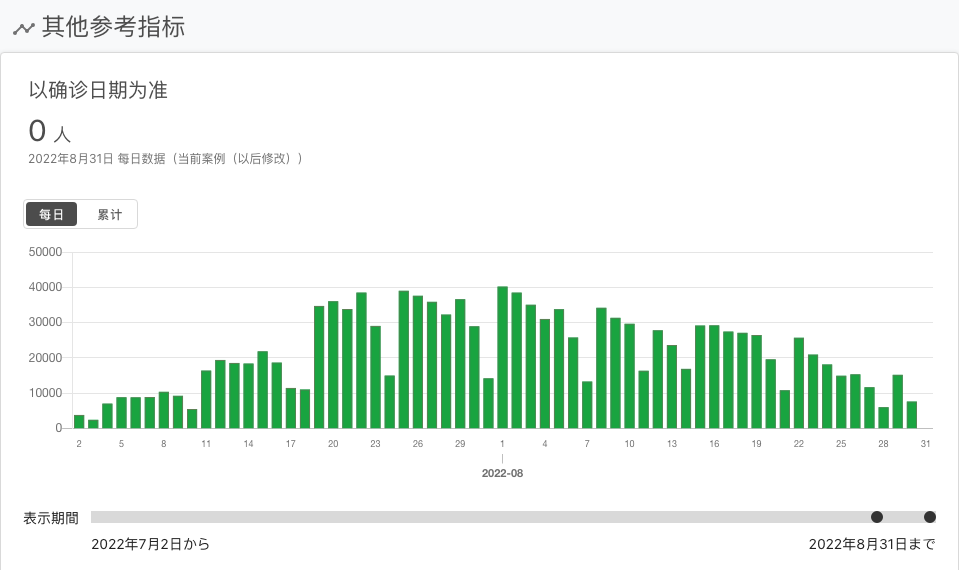 其他参考指标
以确诊日期为准
0 人
2022年8月31日 每日数据（当前案例（以后修改））
每日 累计
50000
40000
30000
20000
10000
0
2 5 8 11 14 17 20 23 26 29 1 4 7 10 13 16 19 22 25 28 31
2022-08
表示期間
2022年7月2日から 2022年8月31日まで